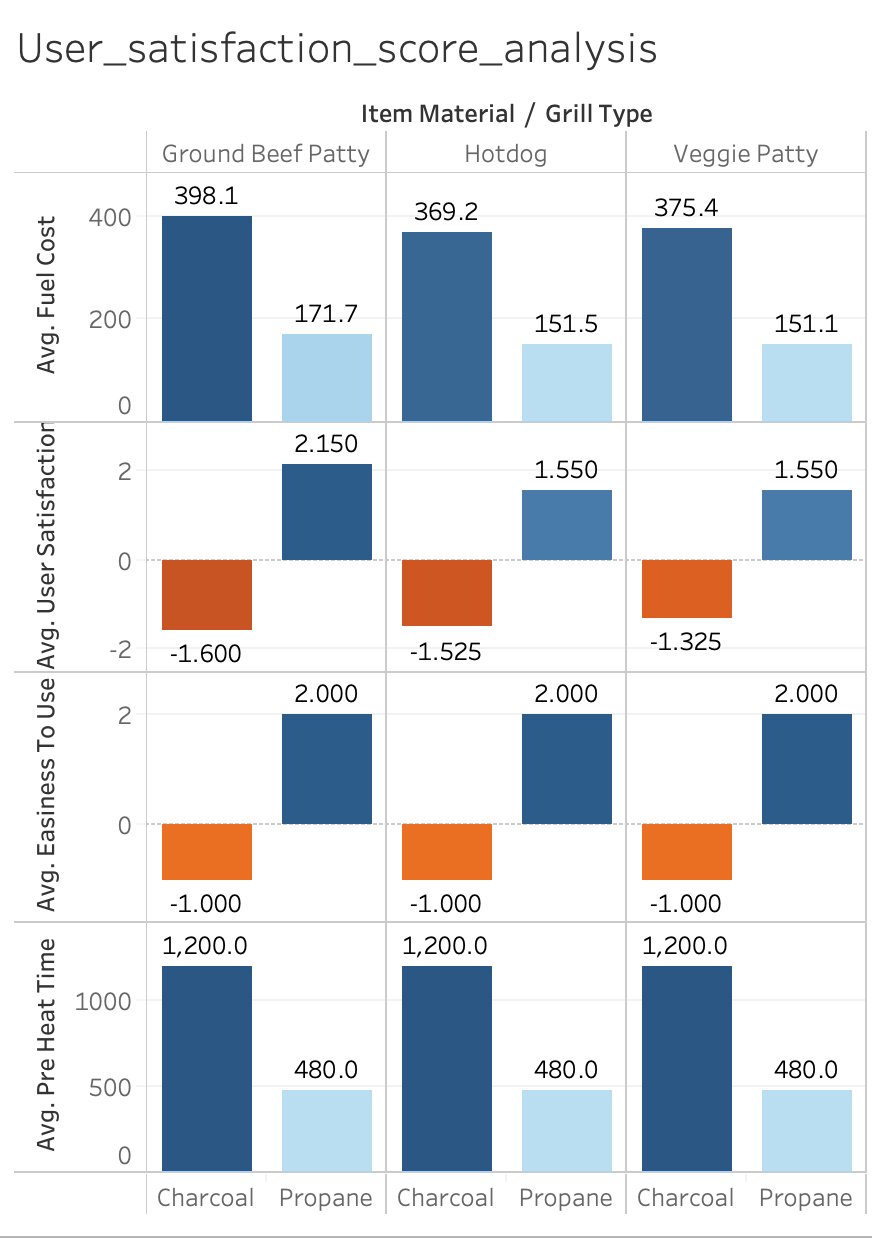 User_satisfaction_score_analysis
Item Material / Grill Type
Ground Beef Patty Hotdog Veggie Patty
Avg. Fuel Cost
400
200
0
398.1 171.7 369.2 151.5 375.4 151.1
Avg. User Satisfaction
2
0
-2
-1.600 2.150 -1.525 1.550 -1.325 1.550
Avg. Easiness To Use
2
0
-1.000 2.000 -1.000 2.000 -1.000 2.000
Avg. Pre Heat Time
1000
500
0
1,200.0 480.0 1,200.0 480.0 1,200.0 480.0
Charcoal Propane Charcoal Propane Charcoal Propane